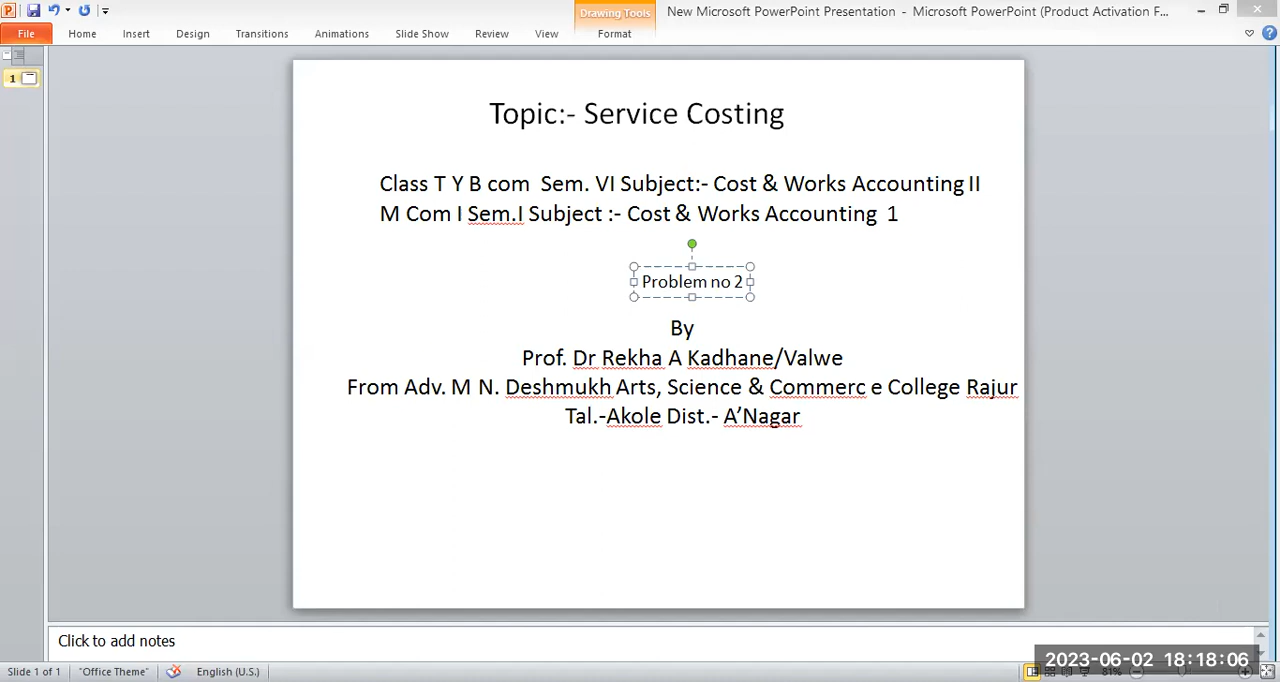 Drawing Tools
New Microsoft PowerPoint Presentation - Microsoft PowerPoint (Product Activation F...
File Home Insert Design Transitions Animations Slide Show Review View Format
1
Topic:- Service Costing
Class T Y B com Sem. VI Subject:- Cost & Works Accounting II
M Com I Sem.I Subject :- Cost & Works Accounting 1
Problem no 2
By
Prof. Dr Rekha A Kadhane/Valwe
From Adv. M N. Deshmukh Arts, Science & Commerc e College Rajur
Tal.-Akole Dist.- A’Nagar
Click to add notes
Slide 1 of 1 "Office Theme" English (U.S.) 81%
2023-06-02 18:18:06